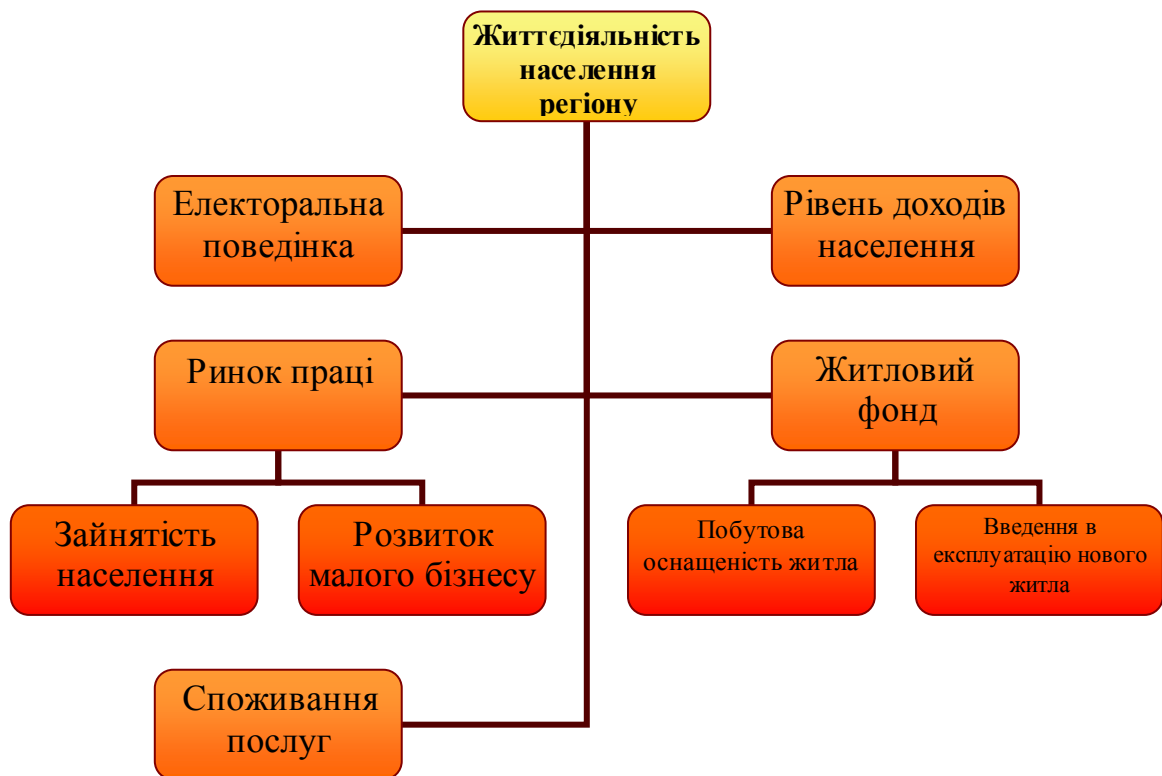 Життєдіяльність
населення
регіону
Електоральна
поведінка
Рівень доходів
населення
Ринок праці
Житловий
фонд
Зайнятість
населення
Розвиток
малого бізнесу
Побутова
оснащеність житла
Введення в
експлуатацію нового
житла
Споживання
послуг